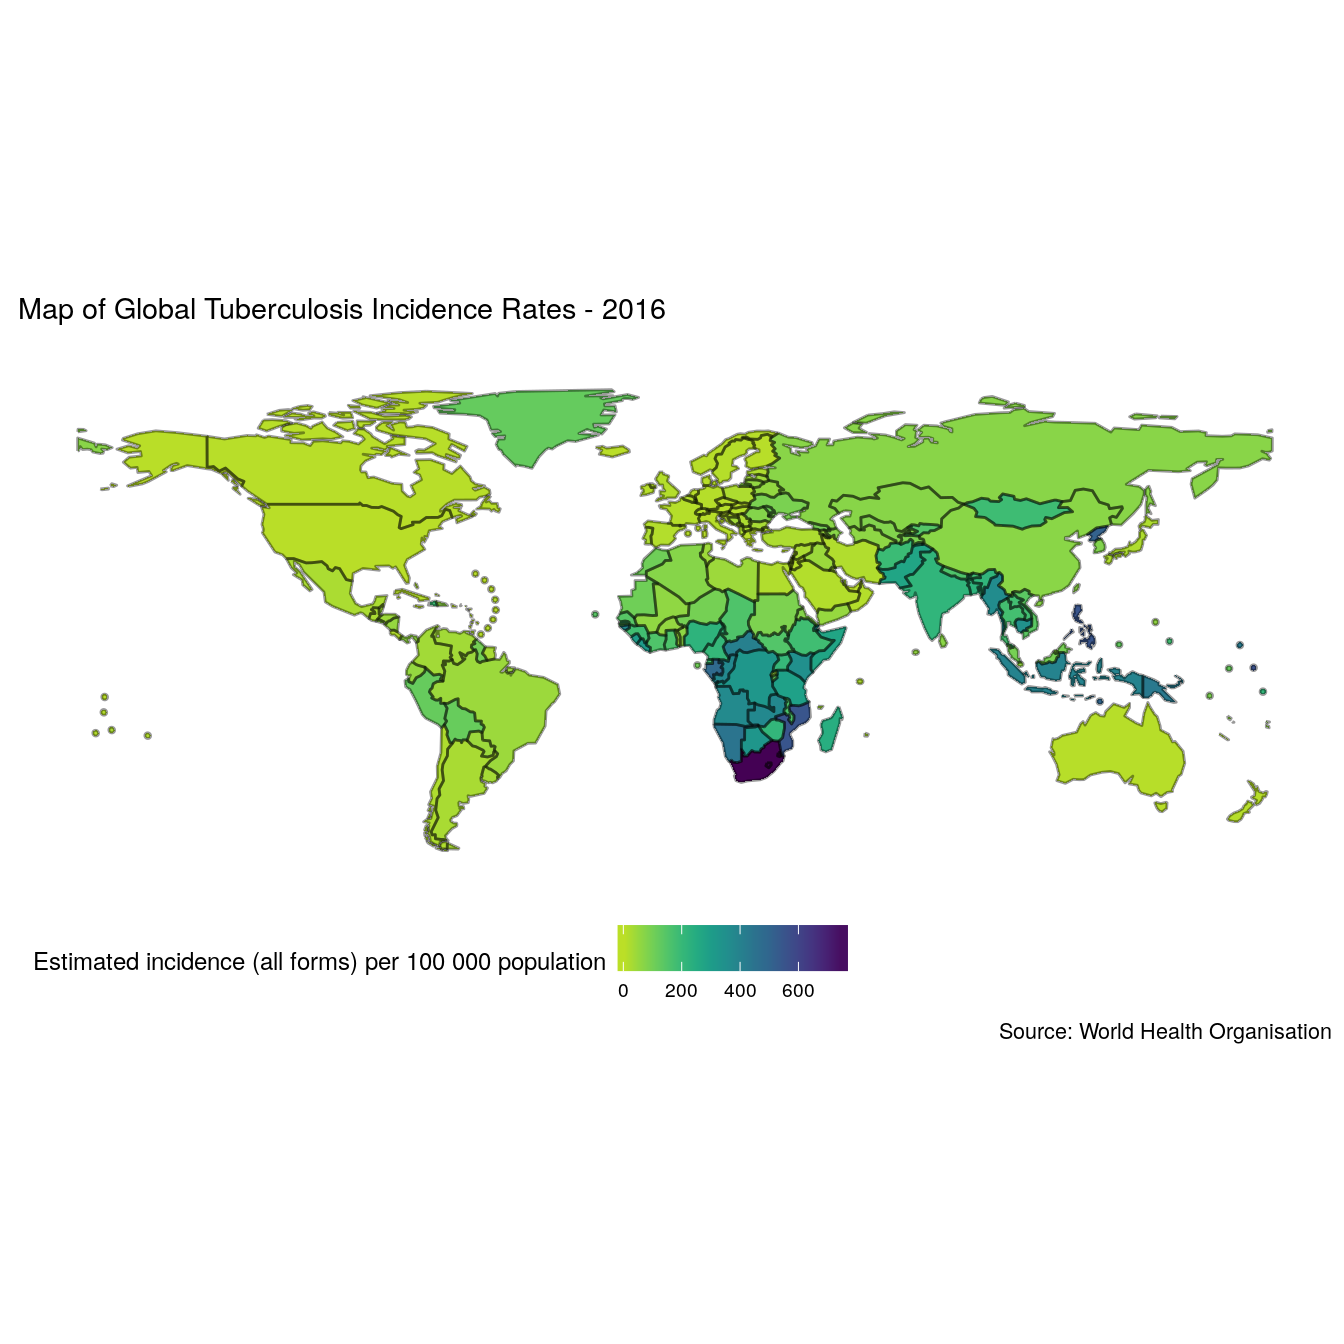 Map of Global Tuberculosis Incidence Rates - 2016
Estimated incidence (all forms) per 100 000 population
0 200 400 600
Source: World Health Organisation